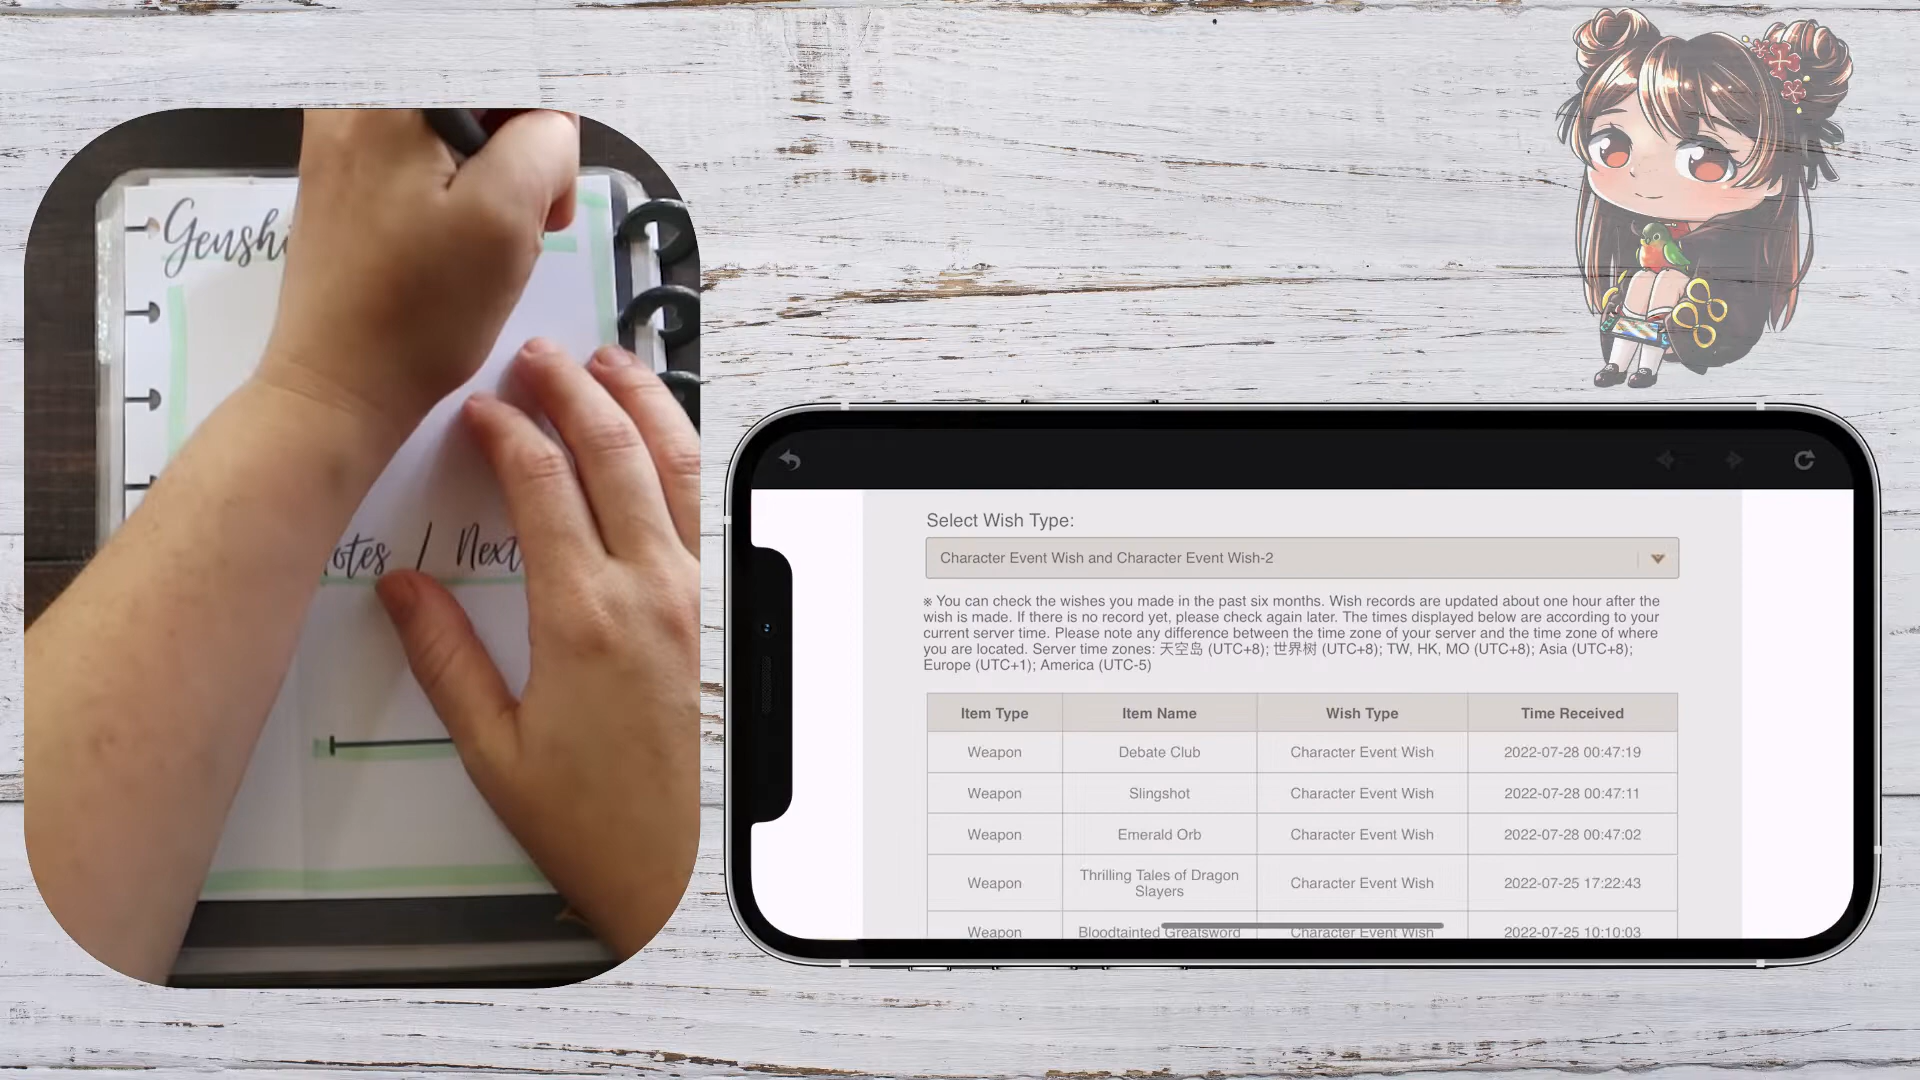 Genshi
otes / Next
Select Wish Type:
Character Event Wish and Character Event Wish-2
※ You can check the wishes you made in the past six months. Wish records are updated about one hour after the
wish is made. If there is no record yet, please check again later. The times displayed below are according to your
current server time. Please note any difference between the time zone of your server and the time zone of where
you are located. Server time zones: 天空岛 (UTC+8); 世界树 (UTC+8); TW, HK, MO (UTC+8); Asia (UTC+8);
Europe (UTC+1); America (UTC-5)
Item Type Item Name Wish Type Time Received
Weapon Debate Club Character Event Wish 2022-07-28 00:47:19
Weapon Slingshot Character Event Wish 2022-07-28 00:47:11
Weapon Emerald Orb Character Event Wish 2022-07-28 00:47:02
Weapon Thrilling Tales of Dragon Slayers Character Event Wish 2022-07-25 17:22:43
Weapon Bloodtainted Greatsword Character Event Wish 2022-07-25 10:10:03